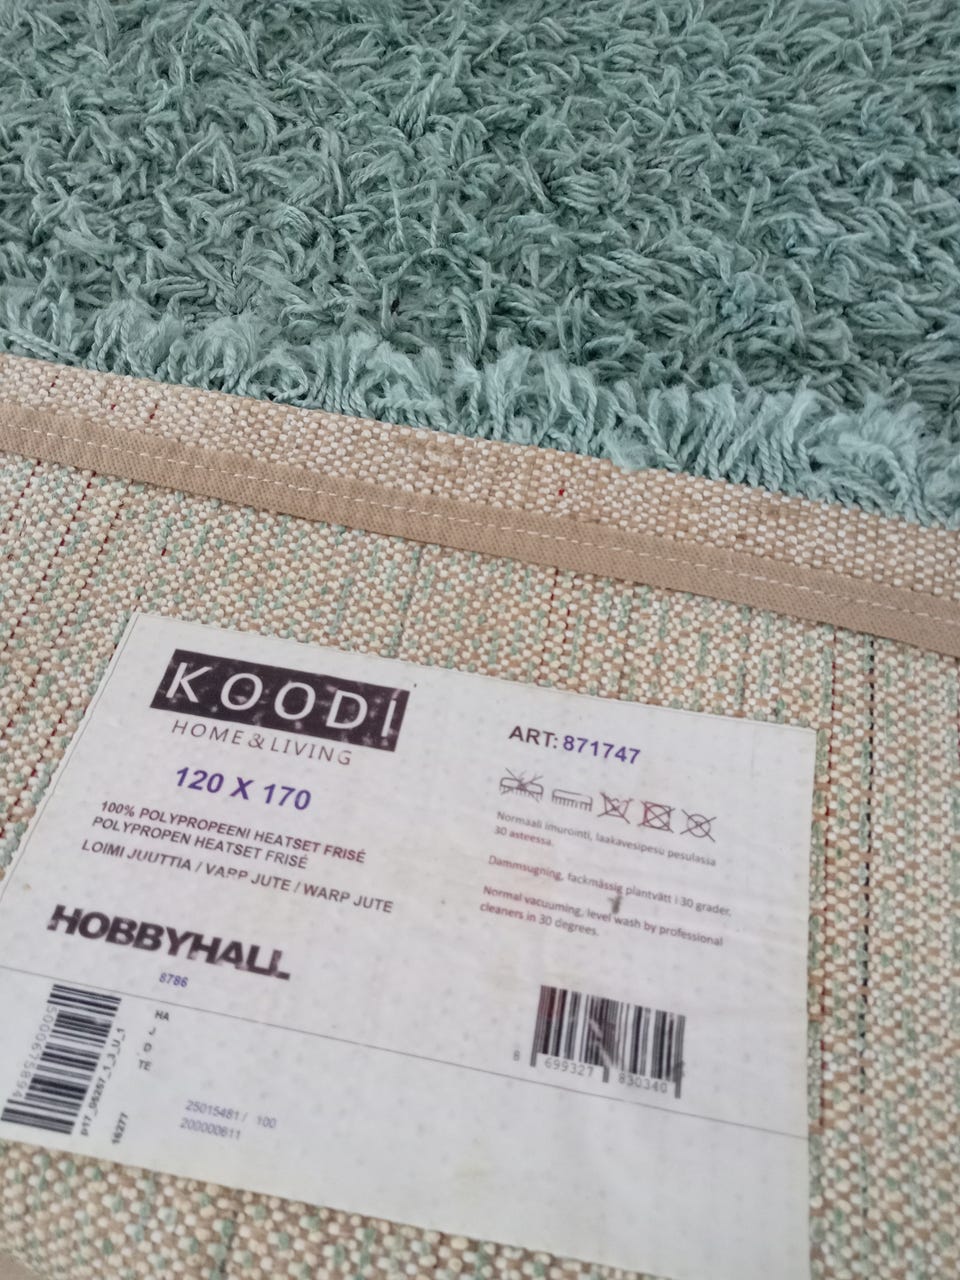 KOODI
HOME & LIVING
120 X 170
100% POLYPROPEENI HEATSET FRISÉ
POLYPROPEN HEATSET FRISÉ
LOIMI JUUTTIA / VARP JUTE / WARP JUTE
HOBBYHALL
8786
ART: 871747
Normaali imurointi, laakavesipesu pesulassa
30 asteessa.
Dammsugning, fackmässig plantvätt i 30 grader.
Normal vacuuming, level wash by professional
cleaners in 30 degrees.
8 699327 830340
p17_05257_1_3_U_1
16277
HA
J
O
TE
25015481 / 100
200000611